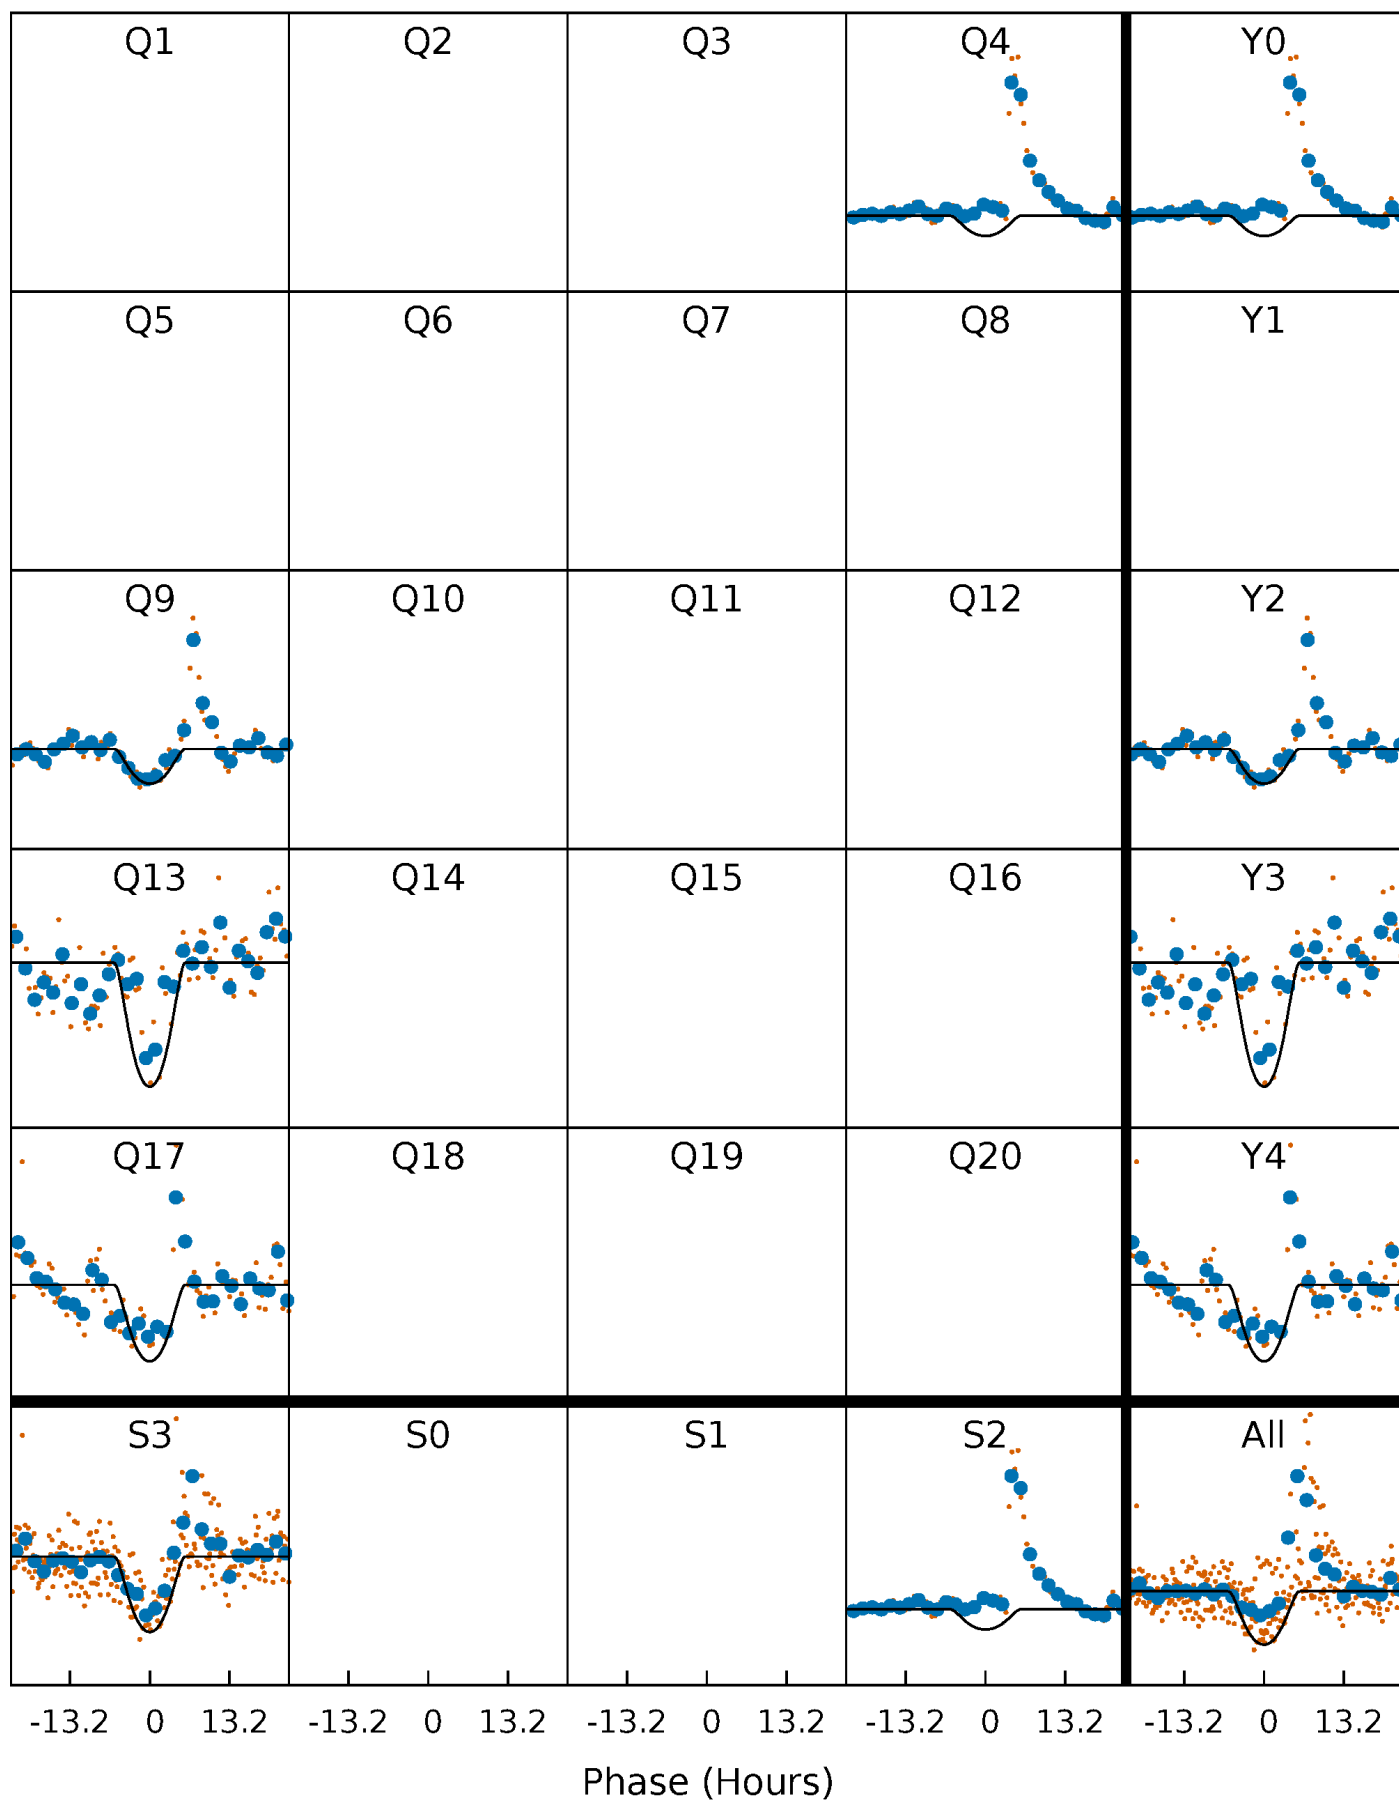 Q1 Q2 Q3 Q4 Y0
Q5 Q6 Q7 Q8 Y1
Q9 Q10 Q11 Q12 Y2
Q13 Q14 Q15 Q16 Y3
Q17 Q18 Q19 Q20 Y4
S3 S0 S1 S2 All
-13.2 0 13.2 -13.2 0 13.2 -13.2 0 13.2 -13.2 0 13.2 -13.2 0 13.2
Phase (Hours)